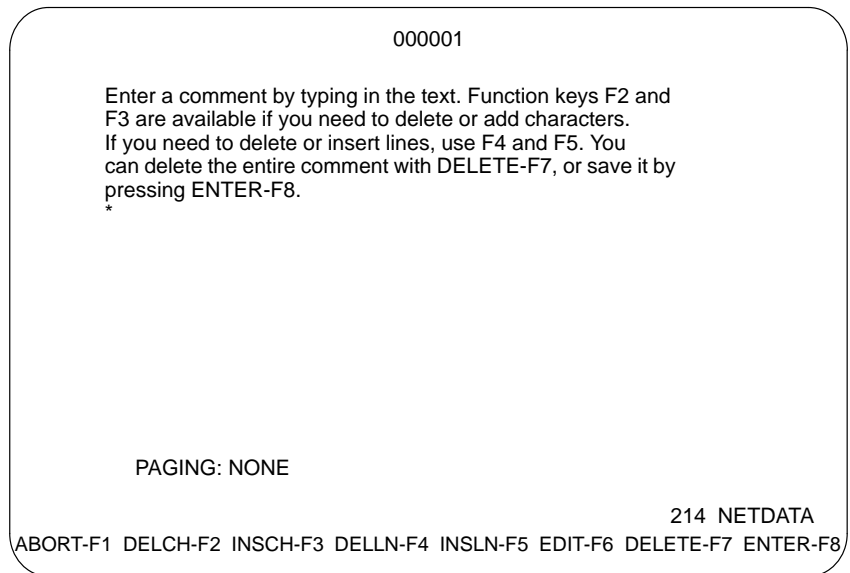 000001
Enter a comment by typing in the text. Function keys F2 and
F3 are available if you need to delete or add characters.
If you need to delete or insert lines, use F4 and F5. You
can delete the entire comment with DELETE-F7, or save it by
pressing ENTER-F8.
*
PAGING: NONE
214 NETDATA
ABORT-F1 DELCH-F2 INSCH-F3 DELLN-F4 INSLN-F5 EDIT-F6 DELETE-F7 ENTER-F8